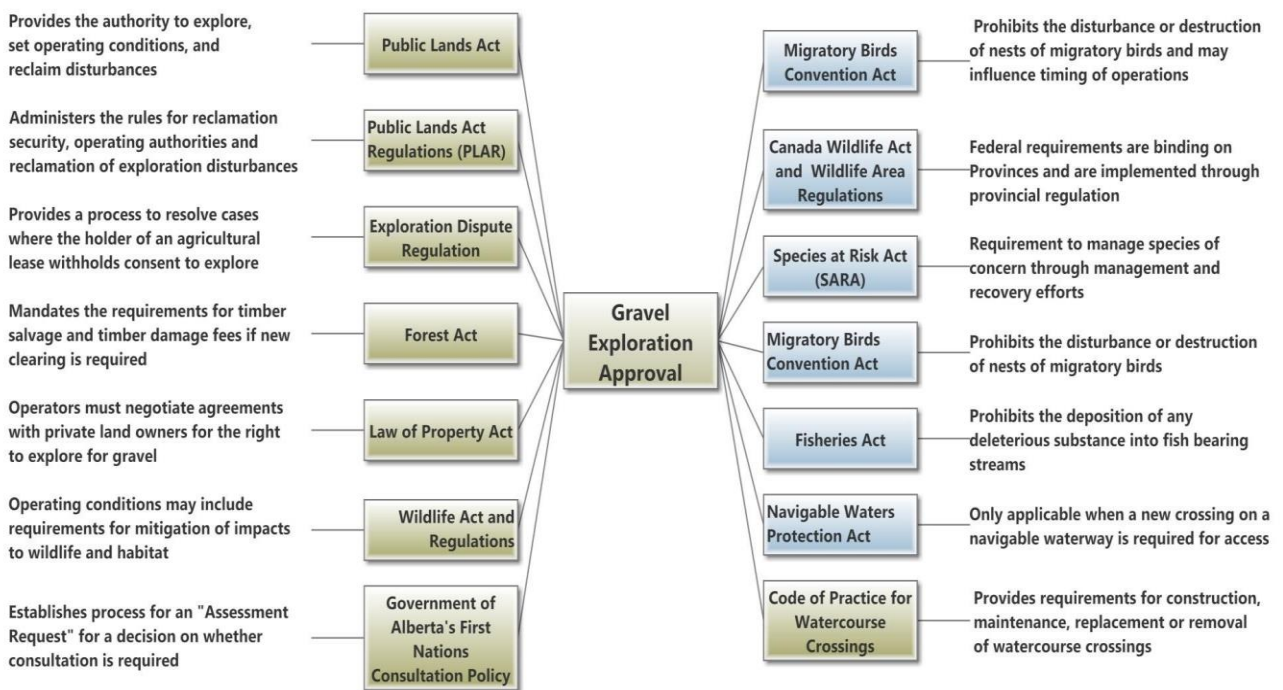 Provides the authority to explore,
set operating conditions, and
reclaim disturbances
Public Lands Act
Administers the rules for reclamation
security, operating authorities and
reclamation of exploration disturbances
Public Lands Act
Regulations (PLAR)
Provides a process to resolve cases
where the holder of an agricultural
lease withholds consent to explore
Exploration Dispute
Regulation
Mandates the requirements for timber
salvage and timber damage fees if new
clearing is required
Forest Act
Operators must negotiate agreements
with private land owners for the right
to explore for gravel
Law of Property Act
Operating conditions may include
requirements for mitigation of impacts
to wildlife and habitat
Wildlife Act and
Regulations
Establishes process for an "Assessment
Request" for a decision on whether
consultation is required
Government of
Alberta's First
Nations
Consultation Policy
Gravel
Exploration
Approval
Migratory Birds
Convention Act
Prohibits the disturbance or destruction
of nests of migratory birds and may
influence timing of operations
Canada Wildlife Act
and Wildlife Area
Regulations
Federal requirements are binding on
Provinces and are implemented through
provincial regulation
Species at Risk Act
(SARA)
Requirement to manage species of
concern through management and
recovery efforts
Migratory Birds
Convention Act
Prohibits the disturbance or destruction
of nests of migratory birds
Fisheries Act
Prohibits the deposition of any
deleterious substance into fish bearing
streams
Navigable Waters
Protection Act
Only applicable when a new crossing on a
navigable waterway is required for access
Code of Practice for
Watercourse
Crossings
Provides requirements for construction,
maintenance, replacement or removal
of watercourse crossings